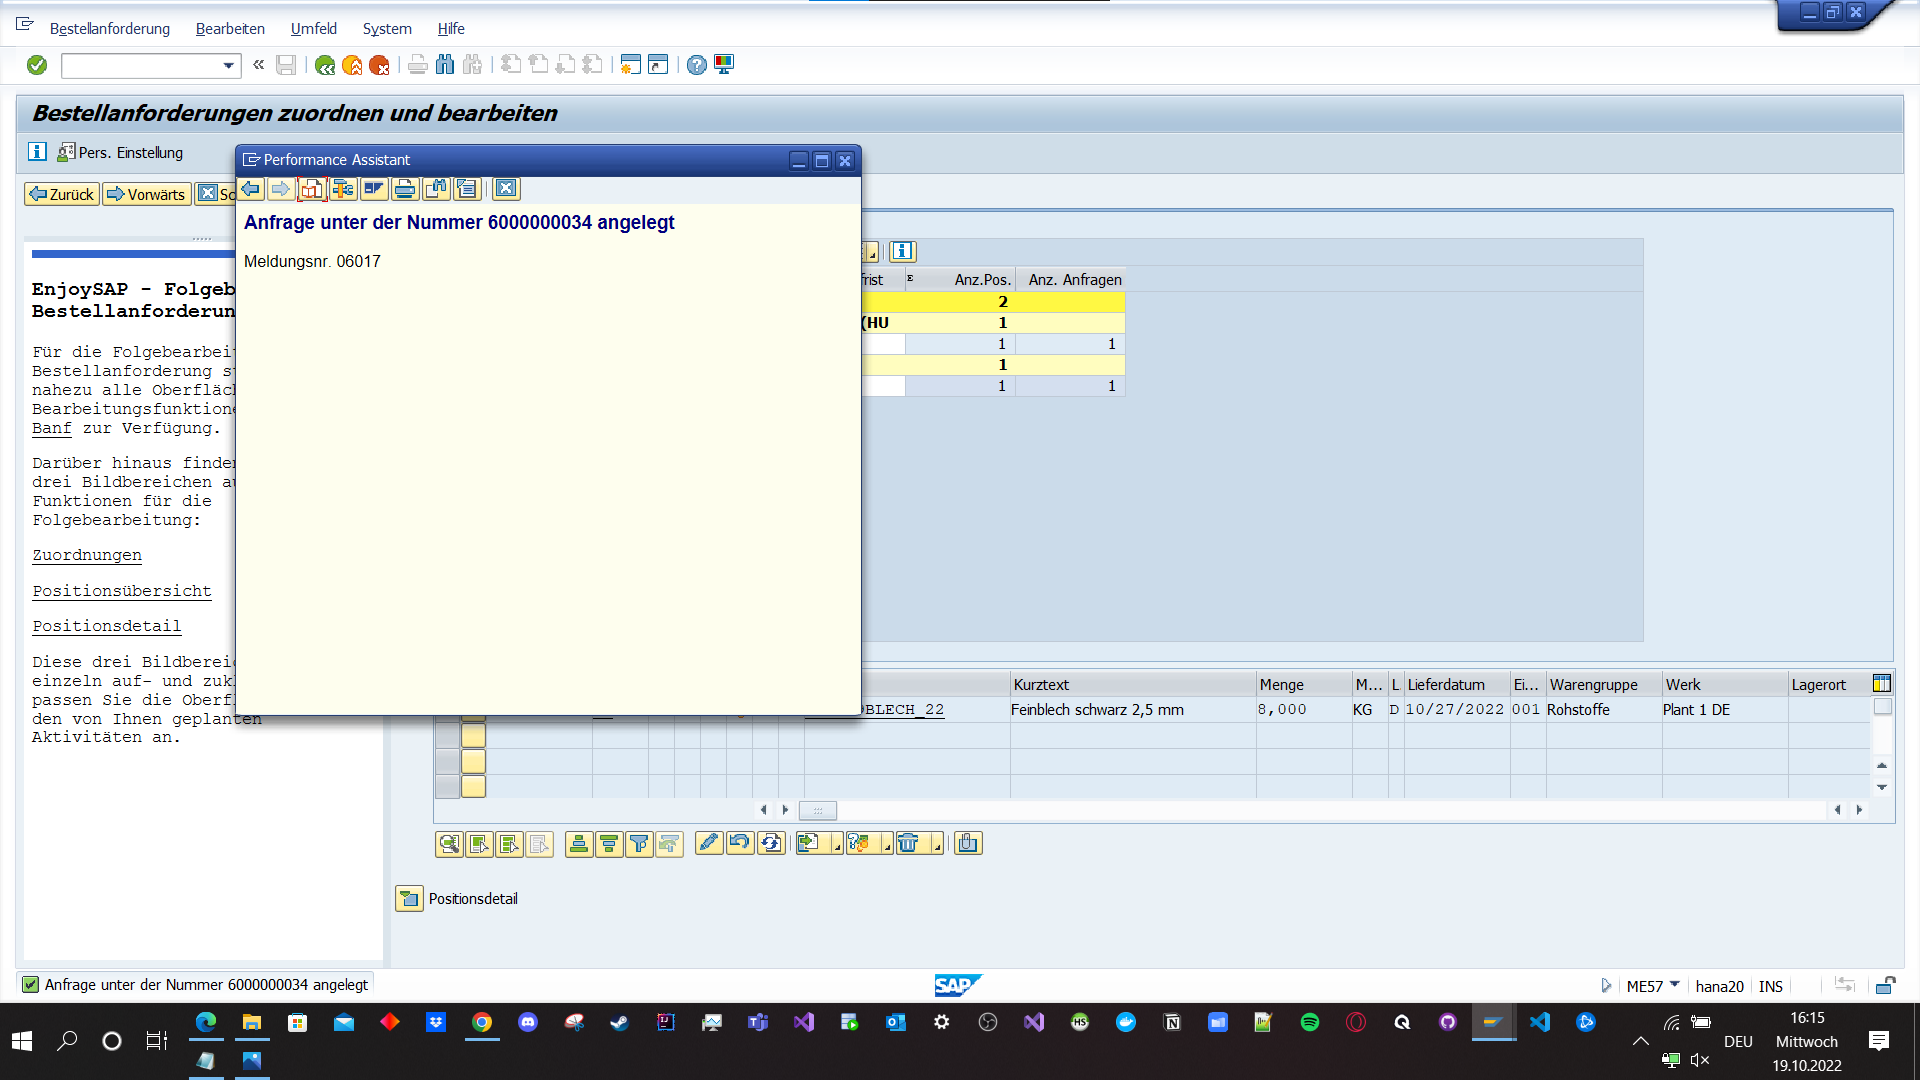 Bestellanforderung Bearbeiten Umfeld System Hilfe
Bestellanforderungen zuordnen und bearbeiten
Pers. Einstellung
Zurück Vorwärts
Performance Assistant
Anfrage unter der Nummer 6000000034 angelegt
Meldungsnr. 06017
EnjoySAP - Folgeb
Bestellanforderun
Für die Folgebearbei
Bestellanforderung s
nahezu alle Oberfläc
Bearbeitungsfunktion
Banf zur Verfügung.
Darüber hinaus finde
drei Bildbereichen a
Funktionen für die
Folgebearbeitung:
Zuordnungen
Positionsübersicht
Positionsdetail
Diese drei Bildberei
einzeln auf- und zuk
passen Sie die Oberf
den von Ihnen geplanten
Aktivitäten an.
frist Anz.Pos. Anz. Anfragen
2
(HU 1
1 1
1
1 1
Kurztext Menge M... L Lieferdatum Ei... Warengruppe Werk Lagerort
BLECH_22 Feinblech schwarz 2,5 mm 8,000 KG D 10/27/2022 001 Rohstoffe Plant 1 DE
Positionsdetail
Anfrage unter der Nummer 6000000034 angelegt
SAP
ME57 hana20 INS
DEU
16:15
Mittwoch
19.10.2022